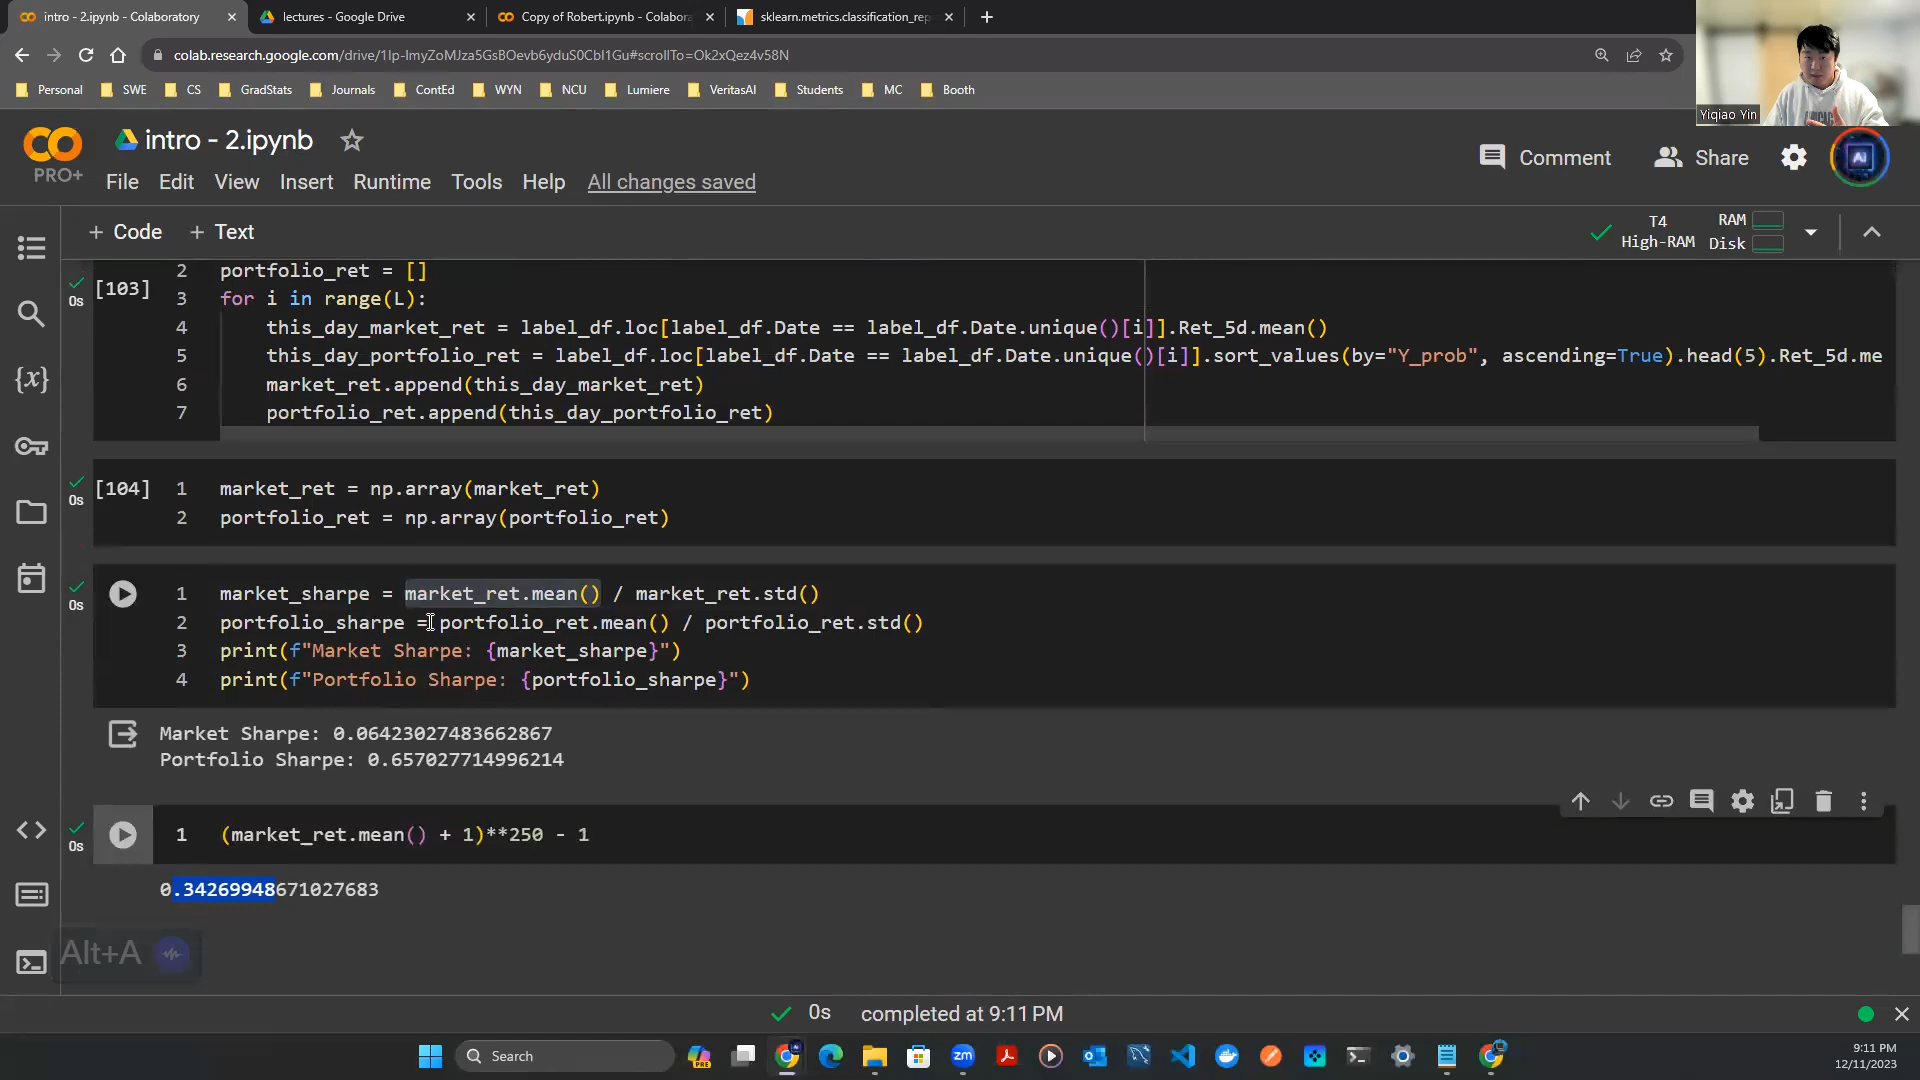 intro - 2.ipynb - Colaboratory
lectures - Google Drive
Copy of Robert.ipynb - Colabora
sklearn.metrics.classification_rep
colab.research.google.com/drive/1Ip-ImyZoMJza5GsBOevb6yduS0CbI1Gu#scrollTo=Ok2xQez4v58N
Personal SWE CS GradStats Journals ContEd WYN NCU Lumiere VeritasAI Students MC Booth
Yiqiao Yin
PRO+
intro - 2.ipynb
Comment Share
AI
File Edit View Insert Runtime Tools Help All changes saved
+ Code + Text
T4 High-RAM
RAM
Disk
[103]
0s
2 portfolio_ret = []
3 for i in range(L):
4 this_day_market_ret = label_df.loc[label_df.Date == label_df.Date.unique()[i]].Ret_5d.mean()
5 this_day_portfolio_ret = label_df.loc[label_df.Date == label_df.Date.unique()[i]].sort_values(by="Y_prob", ascending=True).head(5).Ret_5d.me
6 market_ret.append(this_day_market_ret)
7 portfolio_ret.append(this_day_portfolio_ret)
[104]
0s
1 market_ret = np.array(market_ret)
2 portfolio_ret = np.array(portfolio_ret)
0s
1 market_sharpe = market_ret.mean() / market_ret.std()
2 portfolio_sharpe = portfolio_ret.mean() / portfolio_ret.std()
3 print(f"Market Sharpe: {market_sharpe}")
4 print(f"Portfolio Sharpe: {portfolio_sharpe}")
Market Sharpe: 0.06423027483662867
Portfolio Sharpe: 0.657027714996214
0s
1 (market_ret.mean() + 1)**250 - 1
0.34269948671027683
Alt+A
0s completed at 9:11 PM
Search
PRE
zm
9:11 PM
12/11/2023